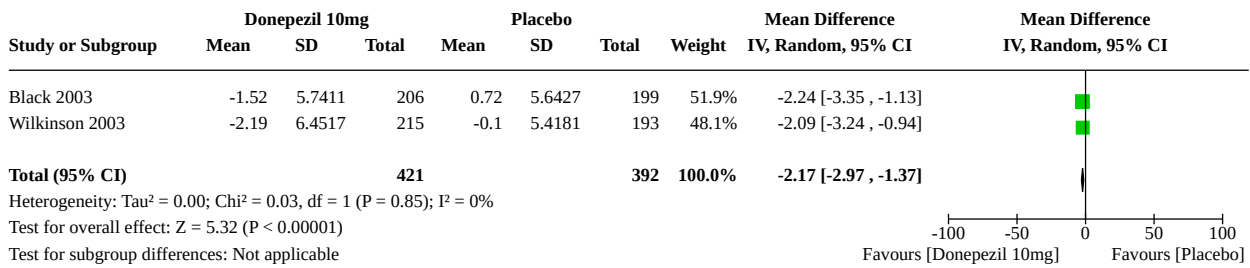 Donepezil 10mg Placebo Mean Difference Mean Difference
Study or Subgroup Mean SD Total Mean SD Total Weight IV, Random, 95% CI IV, Random, 95% CI
Black 2003 -1.52 5.7411 206 0.72 5.6427 199 51.9% -2.24 [-3.35 , -1.13]
Wilkinson 2003 -2.19 6.4517 215 -0.1 5.4181 193 48.1% -2.09 [-3.24 , -0.94]
Total (95% CI) 421 392 100.0% -2.17 [-2.97 , -1.37]
Heterogeneity: Tau² = 0.00; Chi² = 0.03, df = 1 (P = 0.85); I² = 0%
Test for overall effect: Z = 5.32 (P < 0.00001) -100 -50 0 50 100
Test for subgroup differences: Not applicable Favours [Donepezil 10mg] Favours [Placebo]